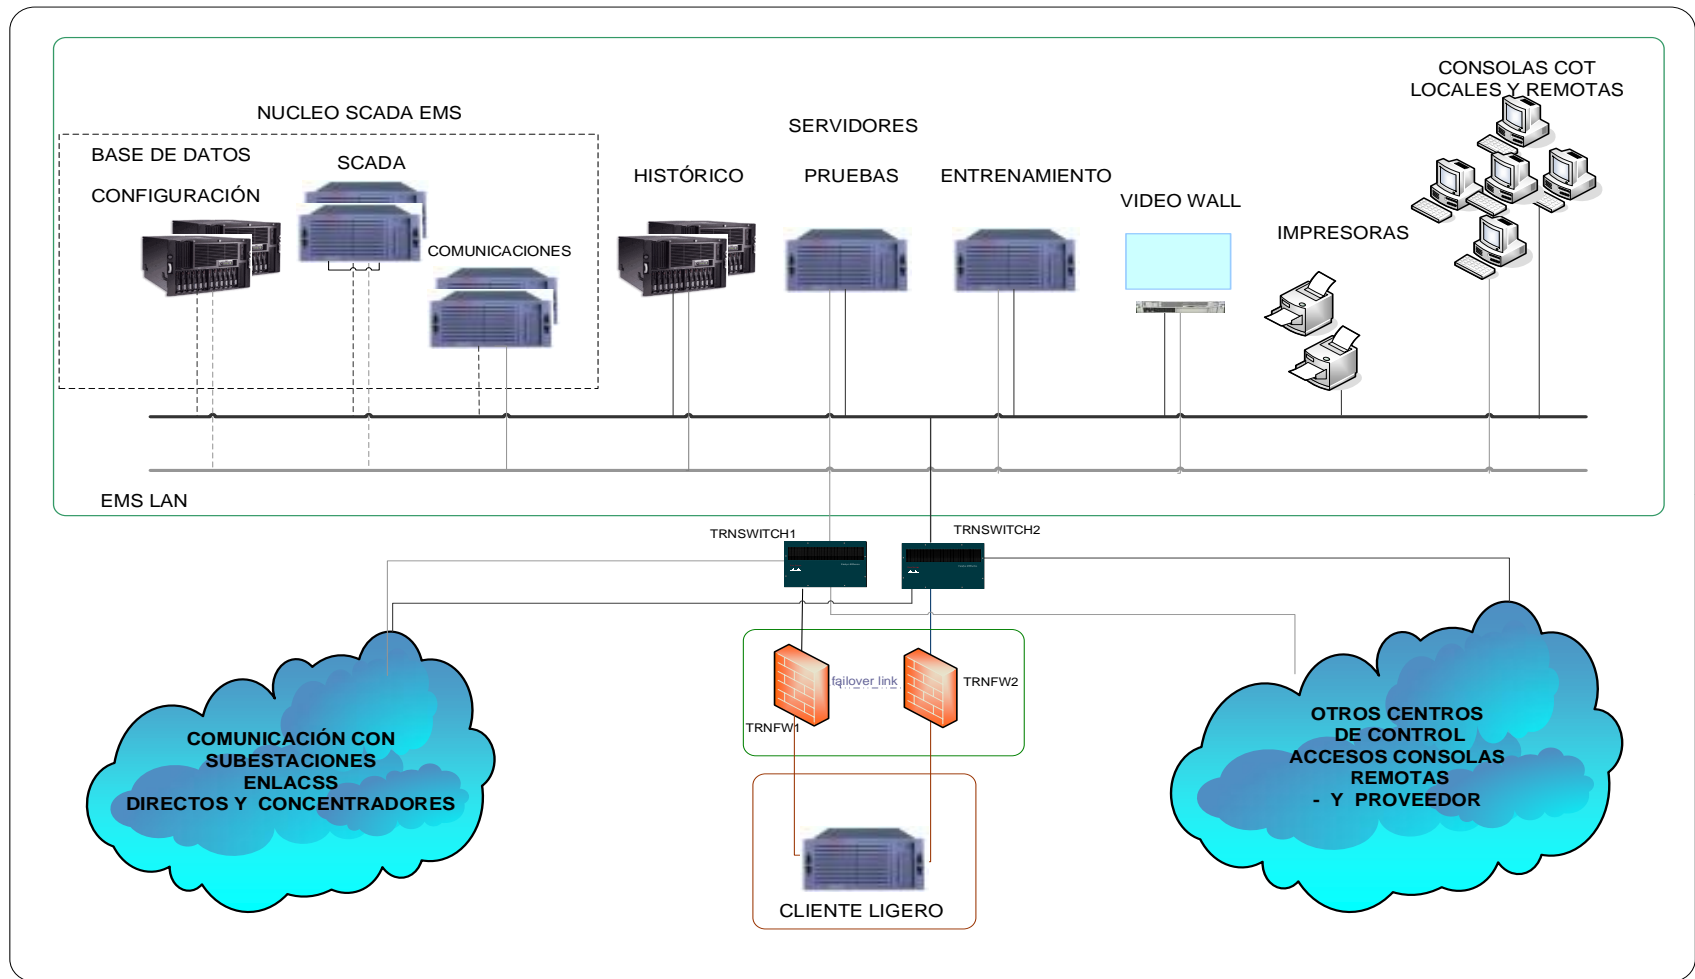 CONSOLAS COT
LOCALES Y REMOTAS
NUCLEO SCADA EMS
SERVIDORES
BASE DE DATOS
CONFIGURACIÓN
SCADA
COMUNICACIONES
HISTÓRICO
PRUEBAS
ENTRENAMIENTO
VIDEO WALL
IMPRESORAS
EMS LAN
TRNSWITCH1
TRNSWITCH2
failover link
TRNFW1
TRNFW2
COMUNICACIÓN CON
SUBESTACIONES
ENLACSS
DIRECTOS Y CONCENTRADORES
OTROS CENTROS
DE CONTROL
ACCESOS CONSOLAS
REMOTAS
- Y PROVEEDOR
CLIENTE LIGERO